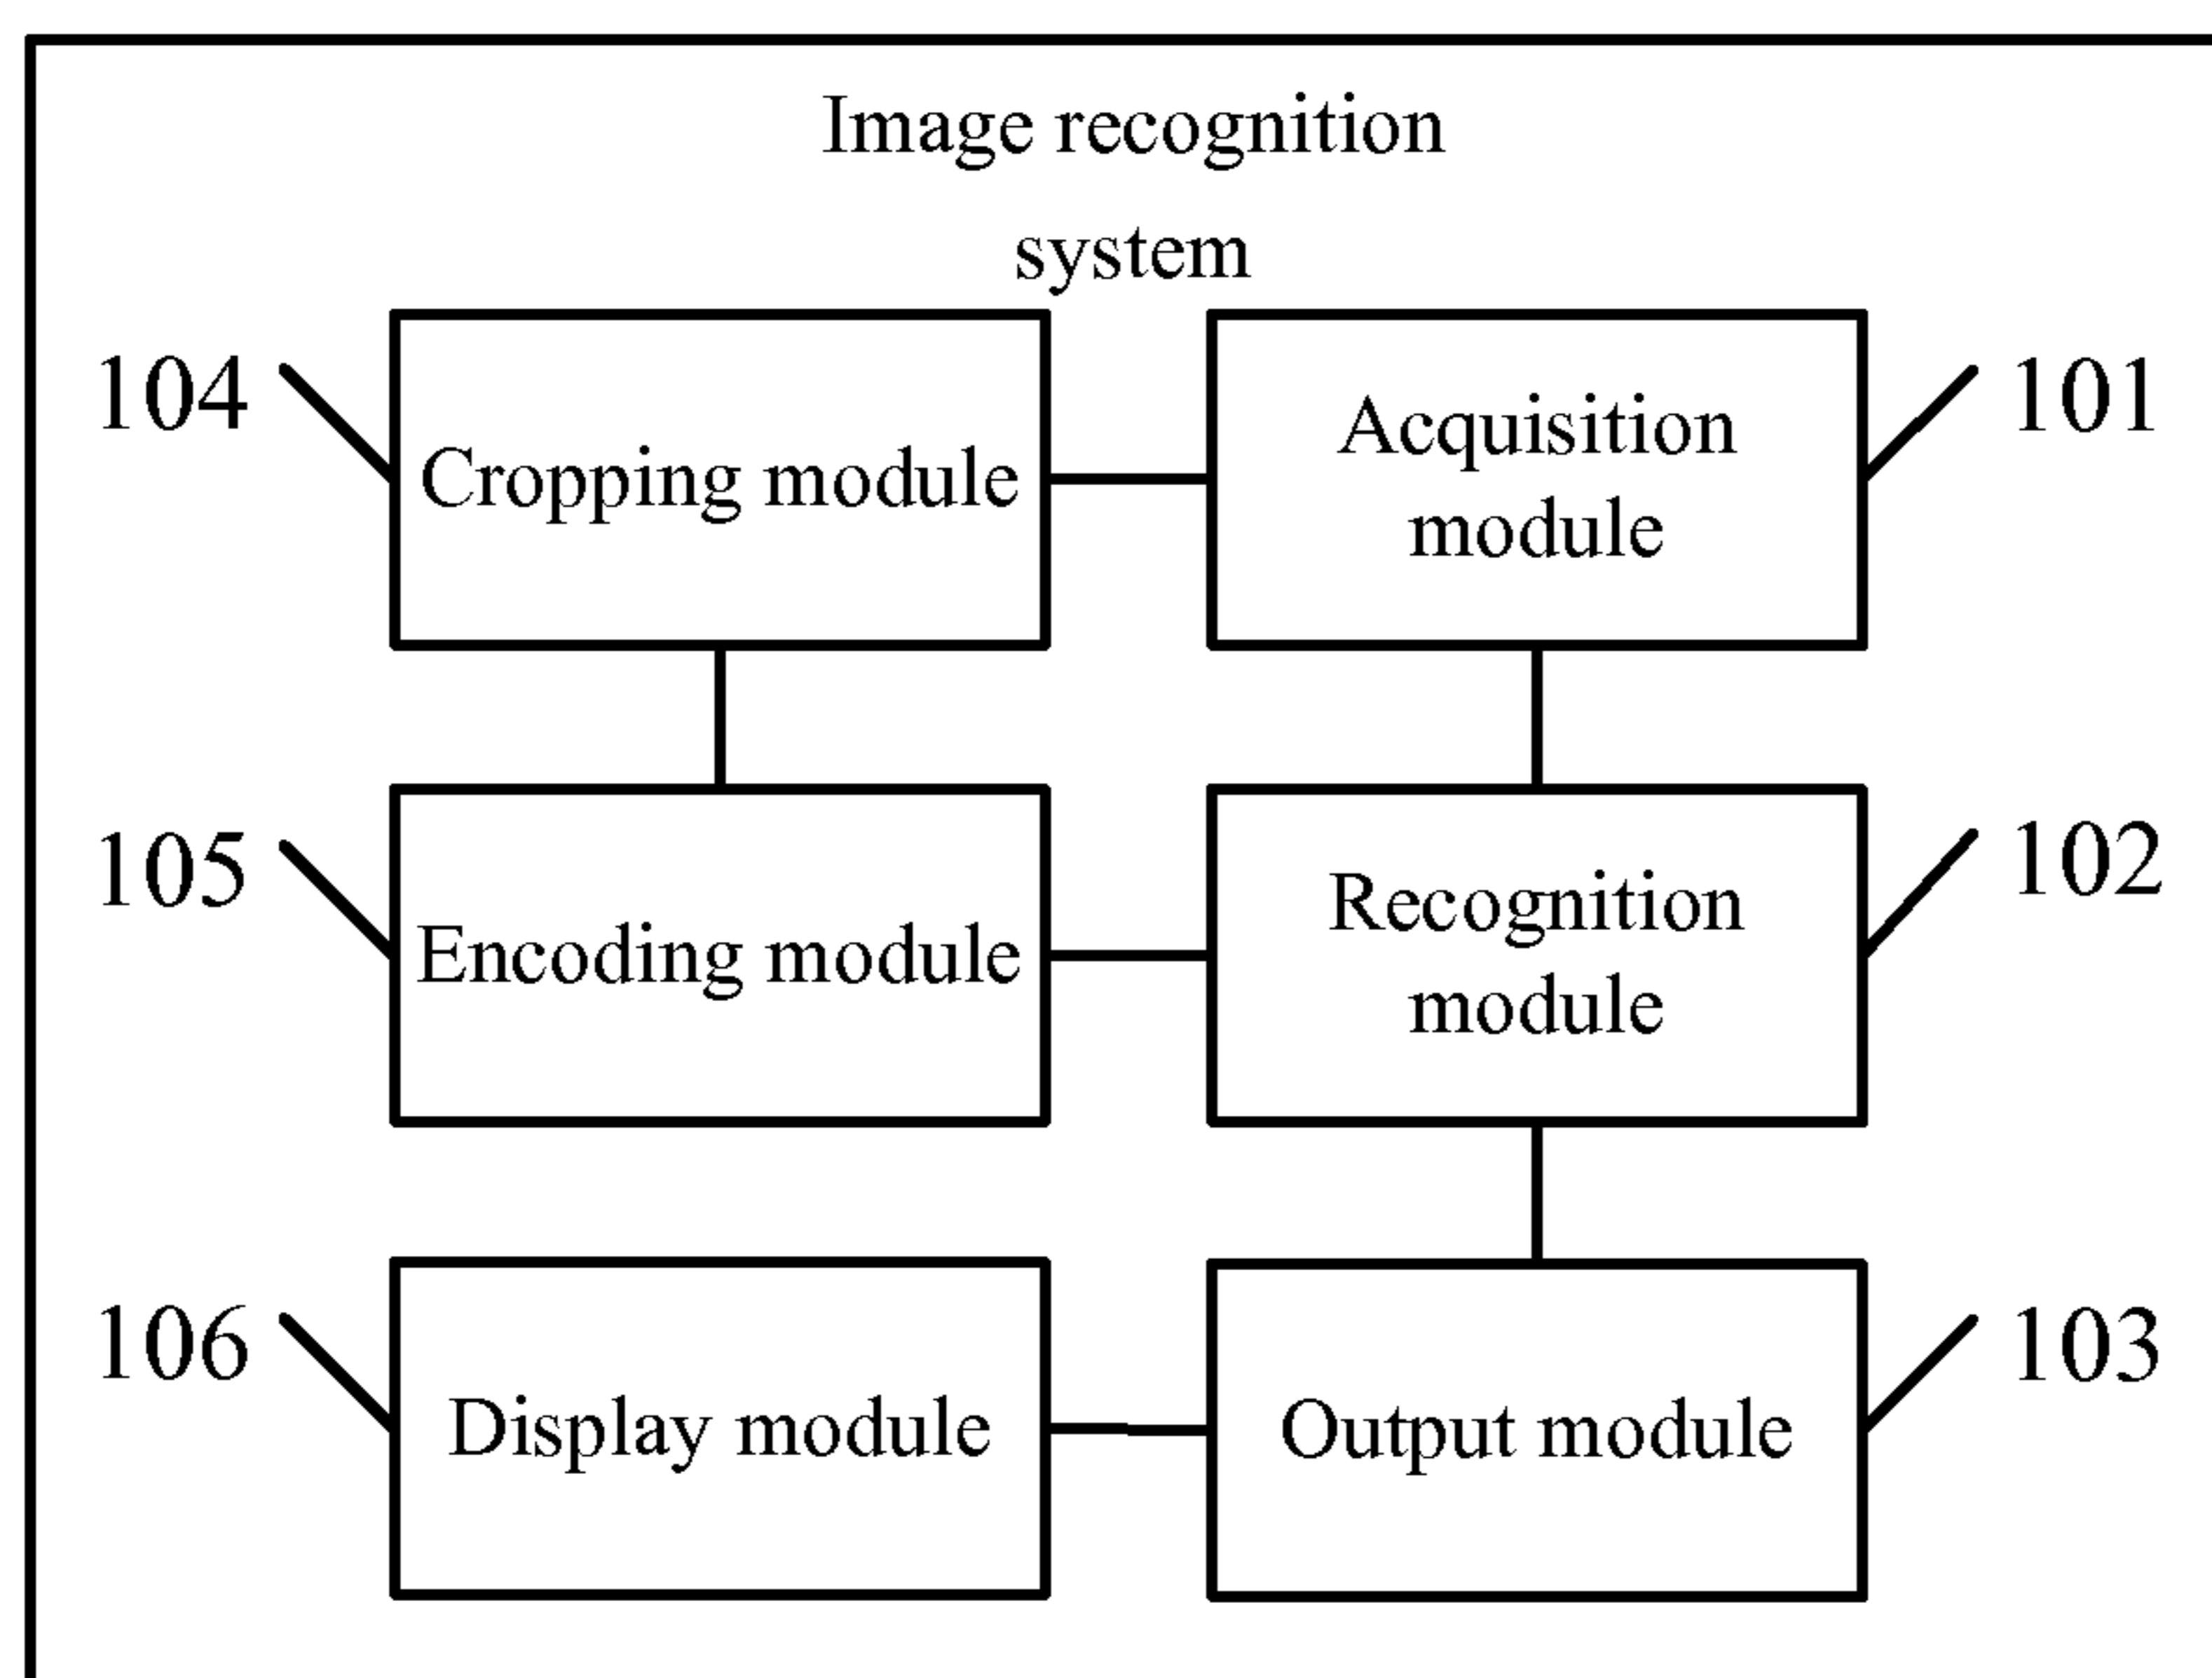 Image recognition
system
104
Cropping module
Acquisition
module
101
105
Encoding module
Recognition
module
102
106
Display module
Output module
103